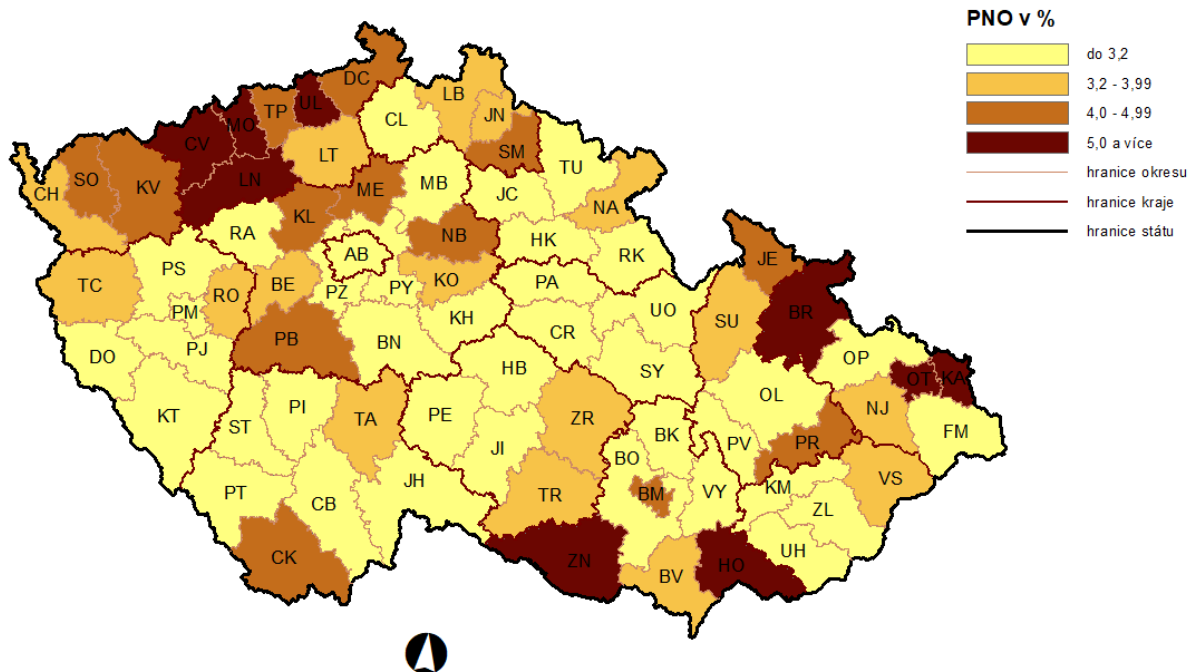 PNO v %
do 3,2
3,2 - 3,99
4,0 - 4,99
5,0 a více
hranice okresu
hranice kraje
hranice státu
DC
LB
UL
TP
JN
MO
CL
CV
LT
SM
TU
SO
KV
LN
ME
MB
JC
CH
KL
NA
RA
NB
HK
AB
RK
JE
PS
TC
RO
BE
PZ
PY
KO
PA
UO
BR
PM
KH
CR
SU
PB
DO
PJ
BN
OP
HB
SY
OT
KA
KT
ST
PI
TA
PE
ZR
OL
NJ
FM
JI
BK
PV
PR
BO
VS
PT
CB
JH
TR
BM
VY
KM
ZL
CK
ZN
BV
HO
UH